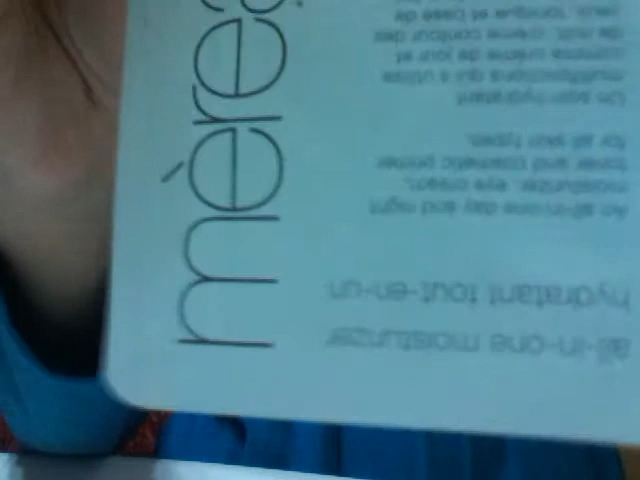 mère
all-in-one moisturizer
hydratant tout-en-un
An all-in-one day and night
moisturizer, eye cream,
toner and cosmetic primer
for all skin types.
Un soin hydratant
multifonctions qui s'utilise
comme crème de jour et
de nuit, crème contour des
yeux, tonique et base de